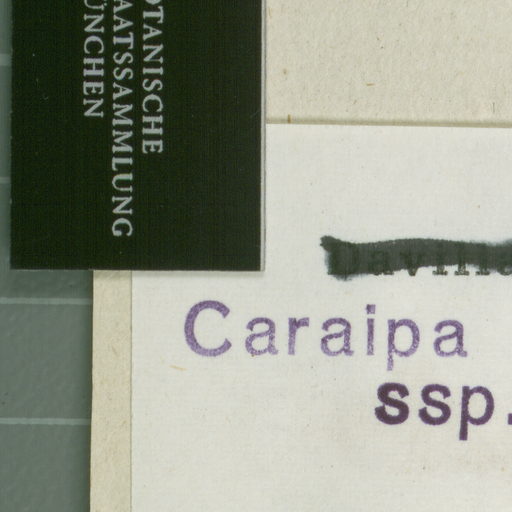 OTANISCHE
AATSSAMMLUNG
ÜNCHEN
Caraipa
ssp.